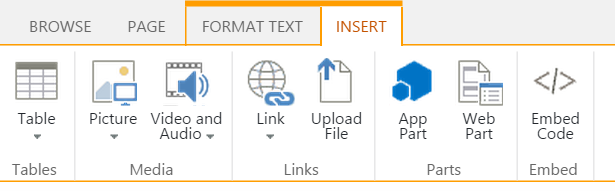 BROWSE PAGE FORMAT TEXT INSERT
Table Picture Video and Audio Link Upload File App Part Web Part Embed Code
Tables Media Links Parts Embed